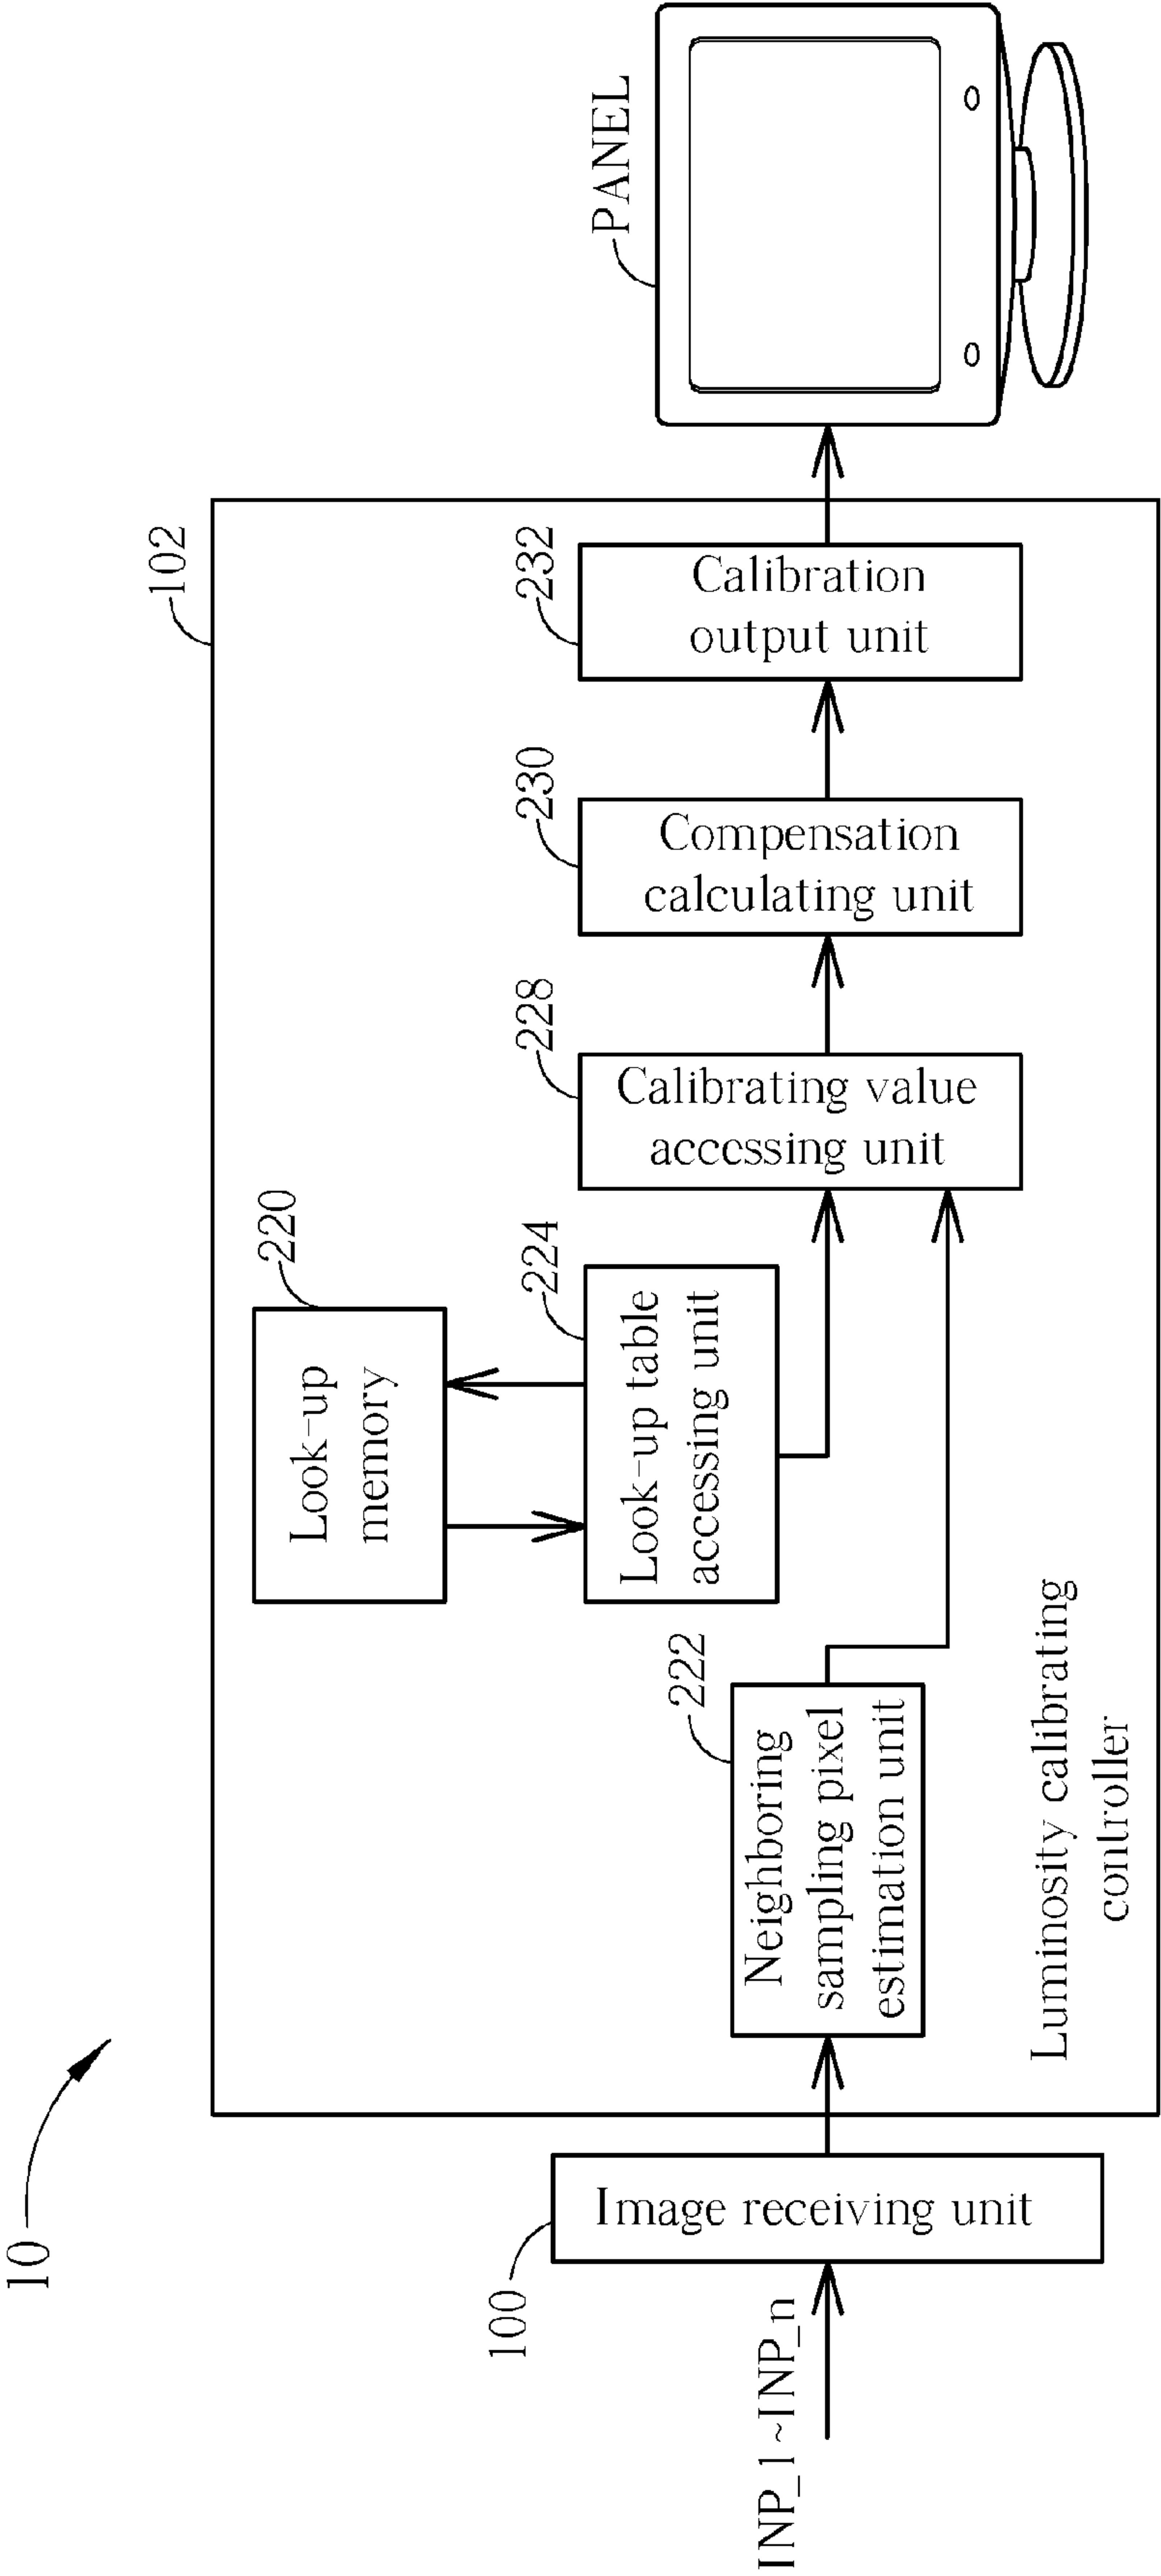 10
INP_1~INP_n
100
Image receiving unit
102
Luminosity calibrating
controller
222
Neighboring
sampling pixel
estimation unit
220
Look-up
memory
224
Look-up table
accessing unit
228
Calibrating value
accessing unit
230
Compensation
calculating unit
232
Calibration
output unit
PANEL